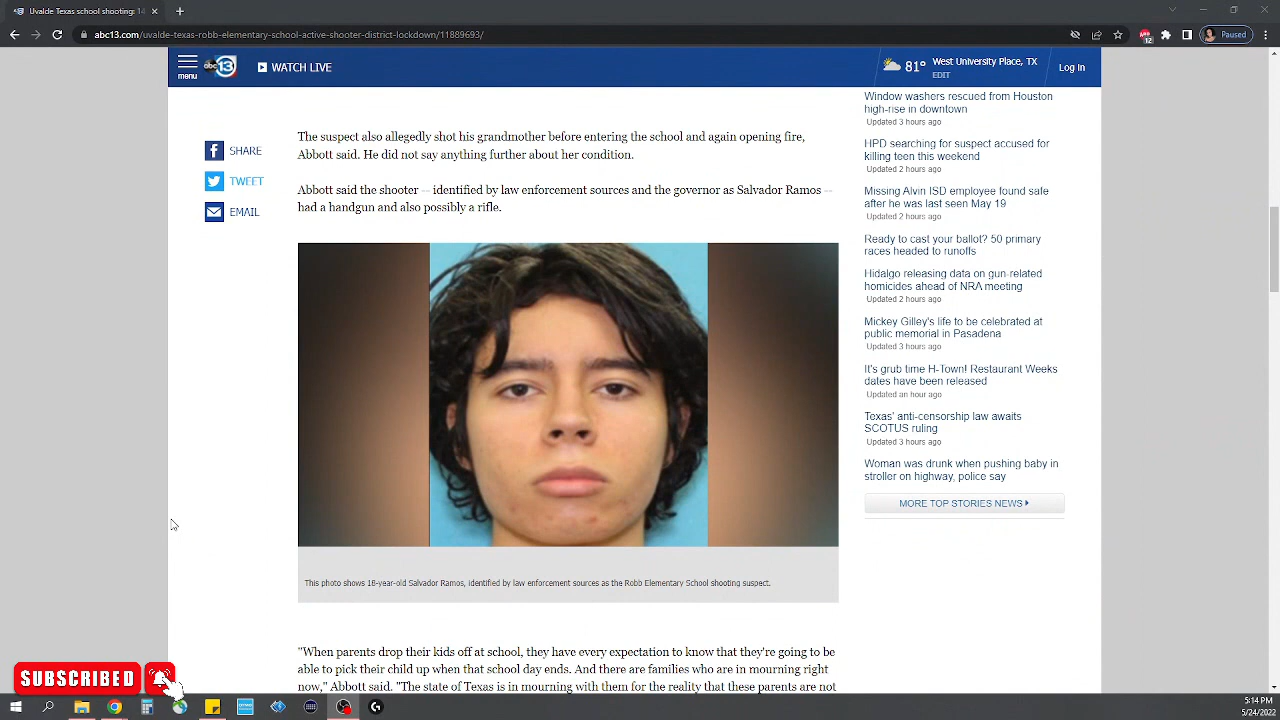 Uvalde Texas school shooting: 14
abc13.com/uvalde-texas-robb-elementary-school-active-shooter-district-lockdown/11889693/
12
Paused
menu
abc 13
WATCH LIVE
81°
West University Place, TX
EDIT
Log In
SHARE
TWEET
EMAIL
The suspect also allegedly shot his grandmother before entering the school and again opening fire,
Abbott said. He did not say anything further about her condition.
Abbott said the shooter -- identified by law enforcement sources and the governor as Salvador Ramos --
had a handgun and also possibly a rifle.
This photo shows 18-year-old Salvador Ramos, identified by law enforcement sources as the Robb Elementary School shooting suspect.
"When parents drop their kids off at school, they have every expectation to know that they're going to be
able to pick their child up when that school day ends. And there are families who are in mourning right
now," Abbott said. "The state of Texas is in mourning with them for the reality that these parents are not
Window washers rescued from Houston
high-rise in downtown
Updated 3 hours ago
HPD searching for suspect accused for
killing teen this weekend
Updated 2 hours ago
Missing Alvin ISD employee found safe
after he was last seen May 19
Updated 2 hours ago
Ready to cast your ballot? 50 primary
races headed to runoffs
Hidalgo releasing data on gun-related
homicides ahead of NRA meeting
Updated 2 hours ago
Mickey Gilley's life to be celebrated at
public memorial in Pasadena
Updated 3 hours ago
It's grub time H-Town! Restaurant Weeks
dates have been released
Updated an hour ago
Texas' anti-censorship law awaits
SCOTUS ruling
Updated 3 hours ago
Woman was drunk when pushing baby in
stroller on highway, police say
MORE TOP STORIES NEWS
SUBSCRIBED
5:14 PM
5/24/2022